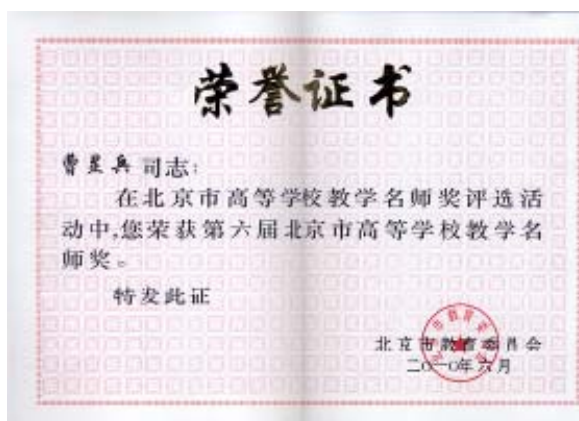 荣誉证书
曹显兵 同志:
在北京市高等学校教学名师奖评选活
动中,您荣获第六届北京市高等学校教学名
师奖。
特发此证
北京市教育委员会
二〇一〇年六月